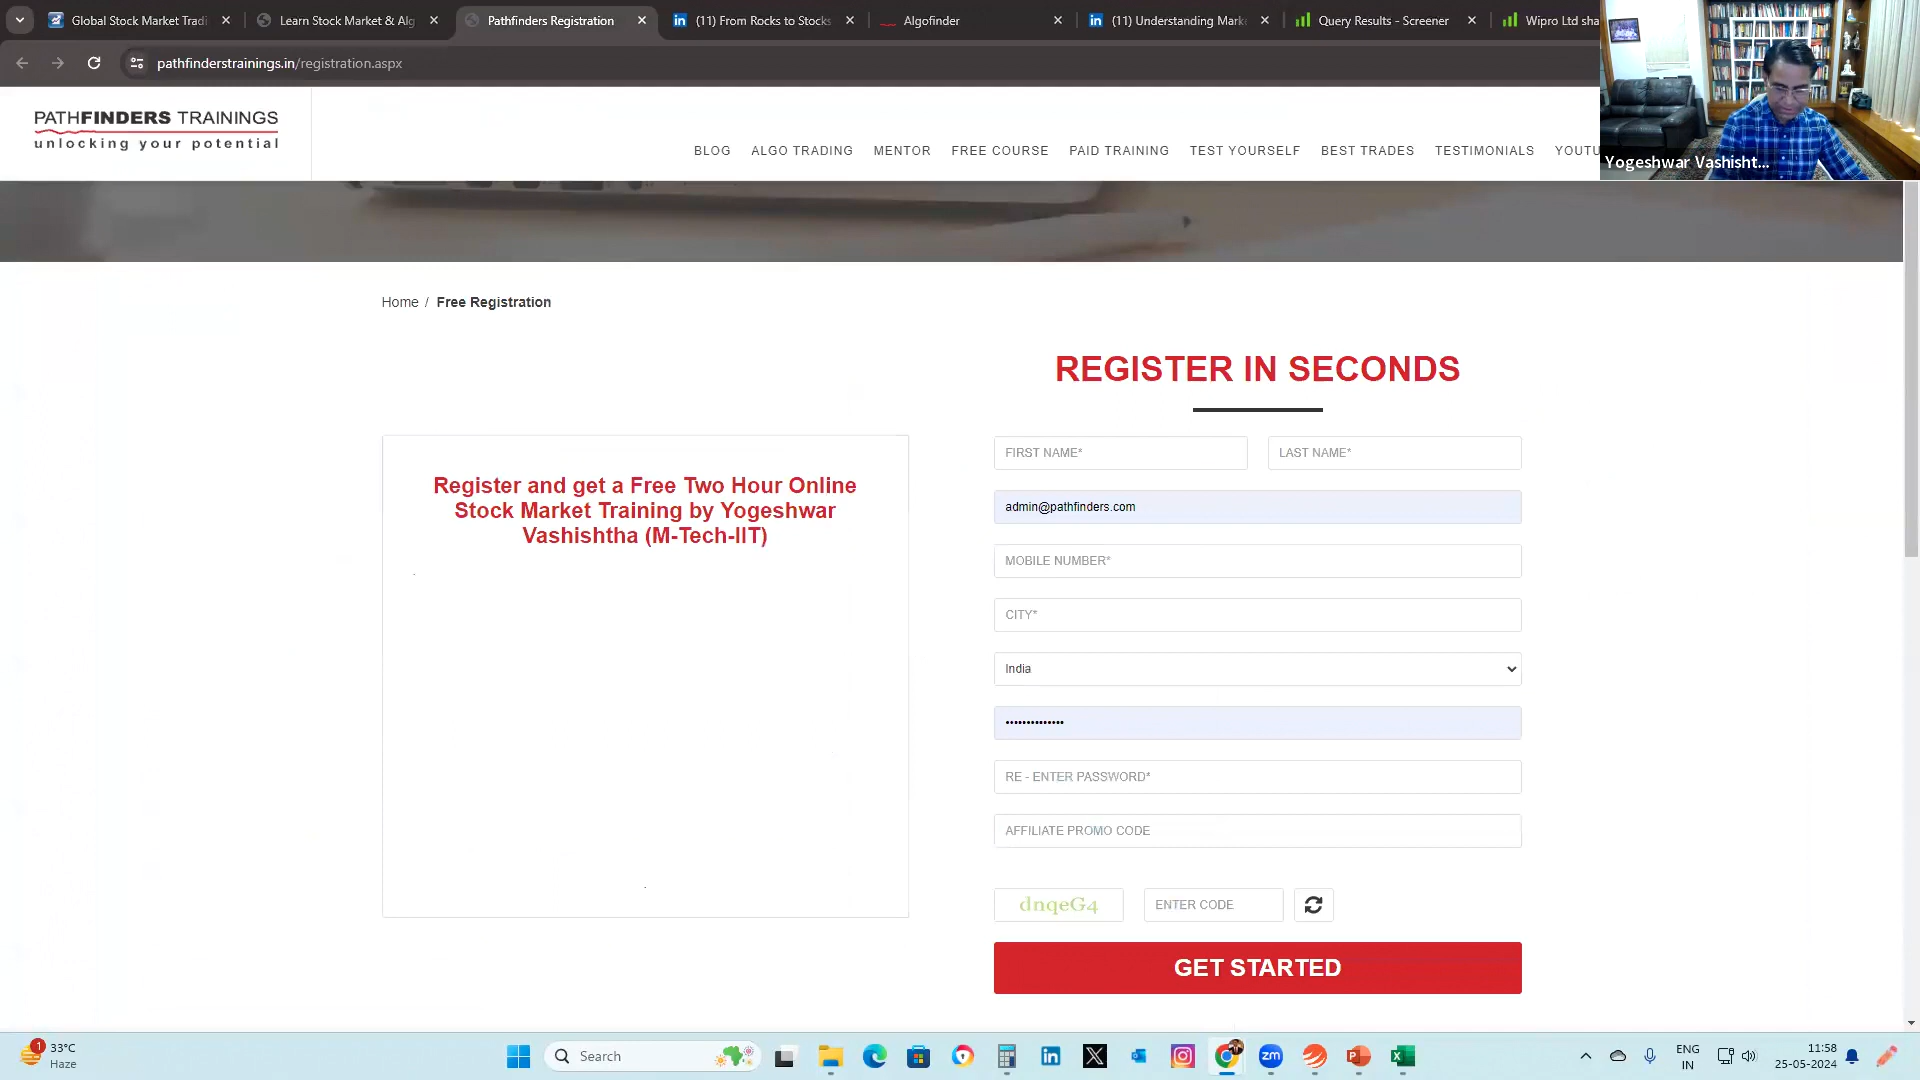 Global Stock Market Tradi
Learn Stock Market & Alg
Pathfinders Registration
(11) From Rocks to Stocks
Algofinder
(11) Understanding Mark
Query Results - Screener
Wipro Ltd sha
pathfinderstrainings.in/registration.aspx
PATHFINDERS TRAININGS
unlocking your potential
BLOG
ALGO TRADING
MENTOR
FREE COURSE
PAID TRAINING
TEST YOURSELF
BEST TRADES
TESTIMONIALS
YOUTU
Yogeshwar Vashisht...
Home / Free Registration
REGISTER IN SECONDS
Register and get a Free Two Hour Online
Stock Market Training by Yogeshwar
Vashishtha (M-Tech-IIT)
FIRST NAME*
LAST NAME*
admin@pathfinders.com
MOBILE NUMBER*
CITY*
India
••••••••••••••
RE - ENTER PASSWORD*
AFFILIATE PROMO CODE
dnqeG4
ENTER CODE
GET STARTED
1
33°C
Haze
Search
zm
ENG
IN
11:58
25-05-2024